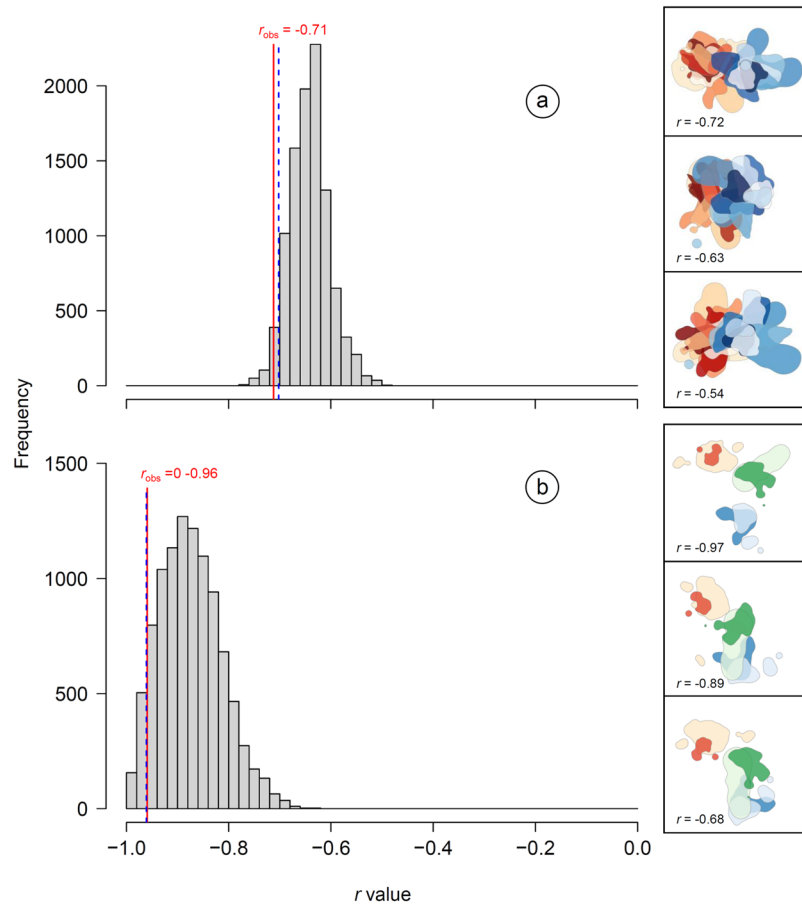 r_obs = -0.71
a
2000
1500
1000
500
0
r = -0.72
r = -0.63
r = -0.54
Frequency
r_obs =0 -0.96
b
1500
1000
500
0
−1.0 −0.8 −0.6 −0.4 −0.2 0.0
r value
r = -0.97
r = -0.89
r = -0.68